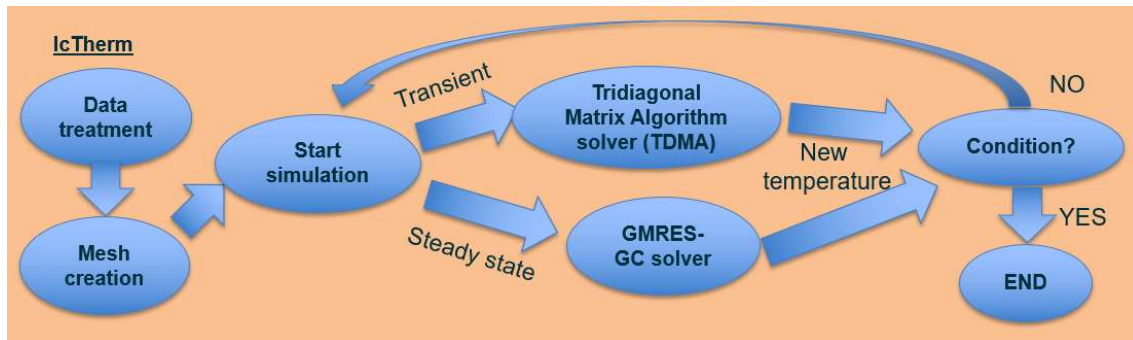 IcTherm
Data
treatment
Mesh
creation
Start
simulation
Transient
Steady state
Tridiagonal
Matrix Algorithm
solver (TDMA)
GMRES-
GC solver
New
temperature
Condition?
NO
YES
END